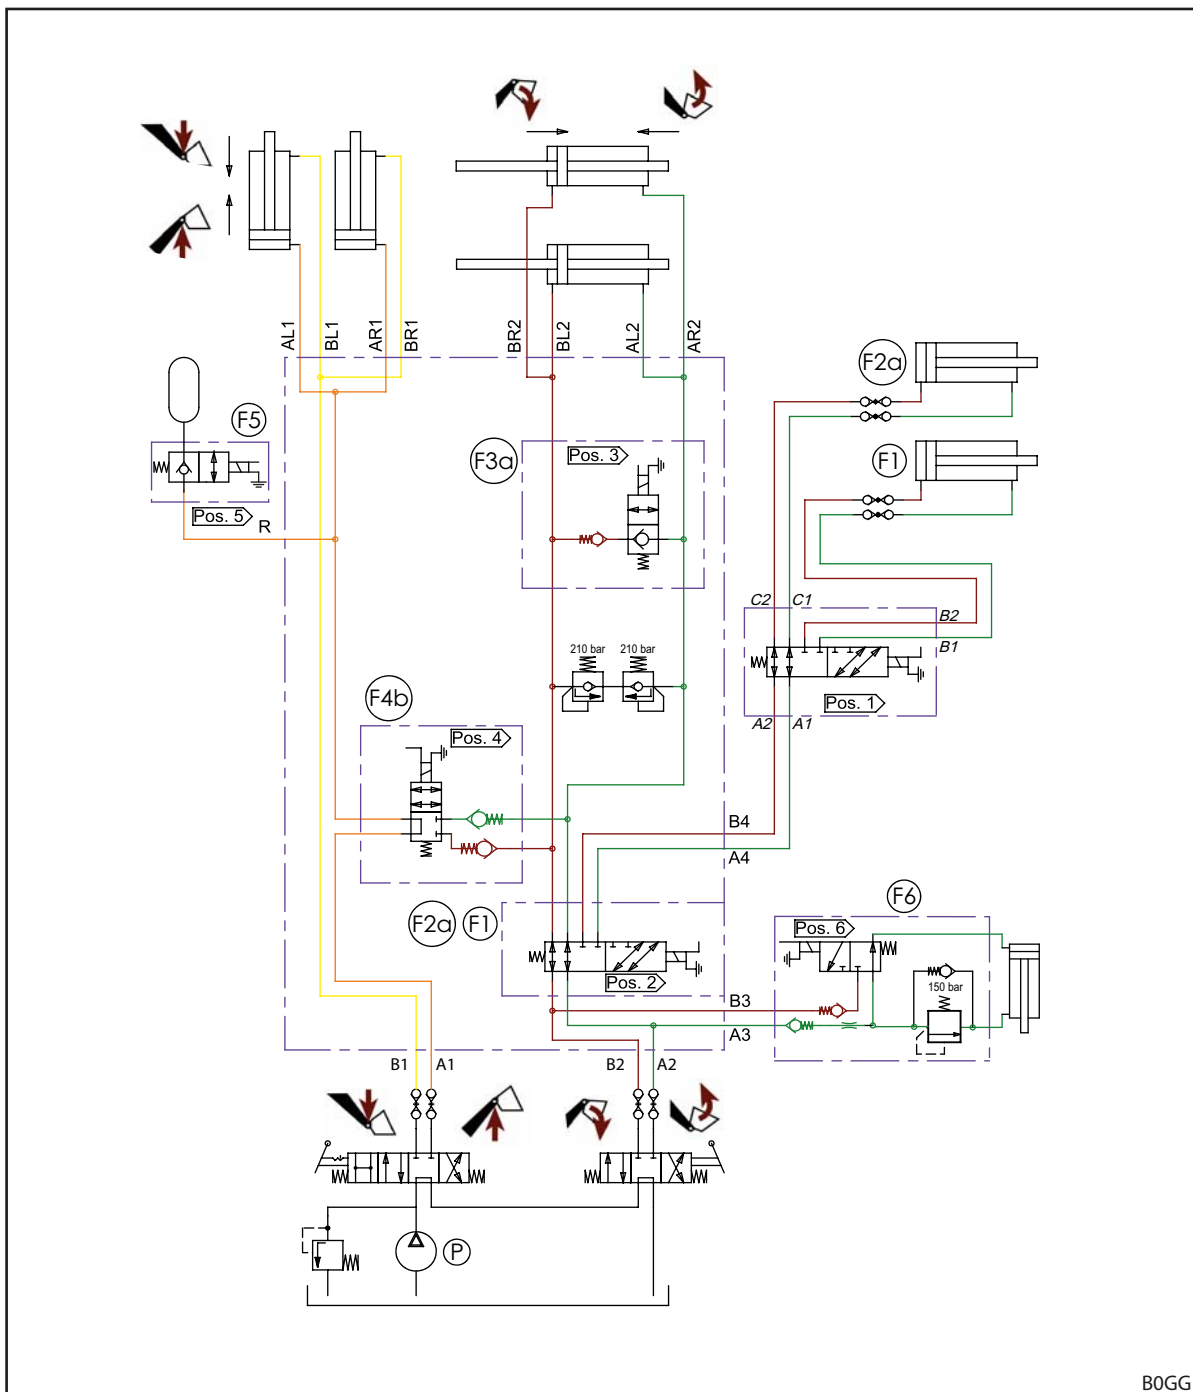 AL1
BL1
AR1
BR1
BR2
BL2
AL2
AR2
F2a
F5
F3a
Pos. 3
F1
Pos. 5
R
C2
C1
B2
B1
210 bar
210 bar
F4b
Pos. 1
A2
A1
Pos. 4
B4
A4
F2a
F1
F6
Pos. 6
Pos. 2
150 bar
B3
A3
B1
A1
B2
A2
P
B0GG